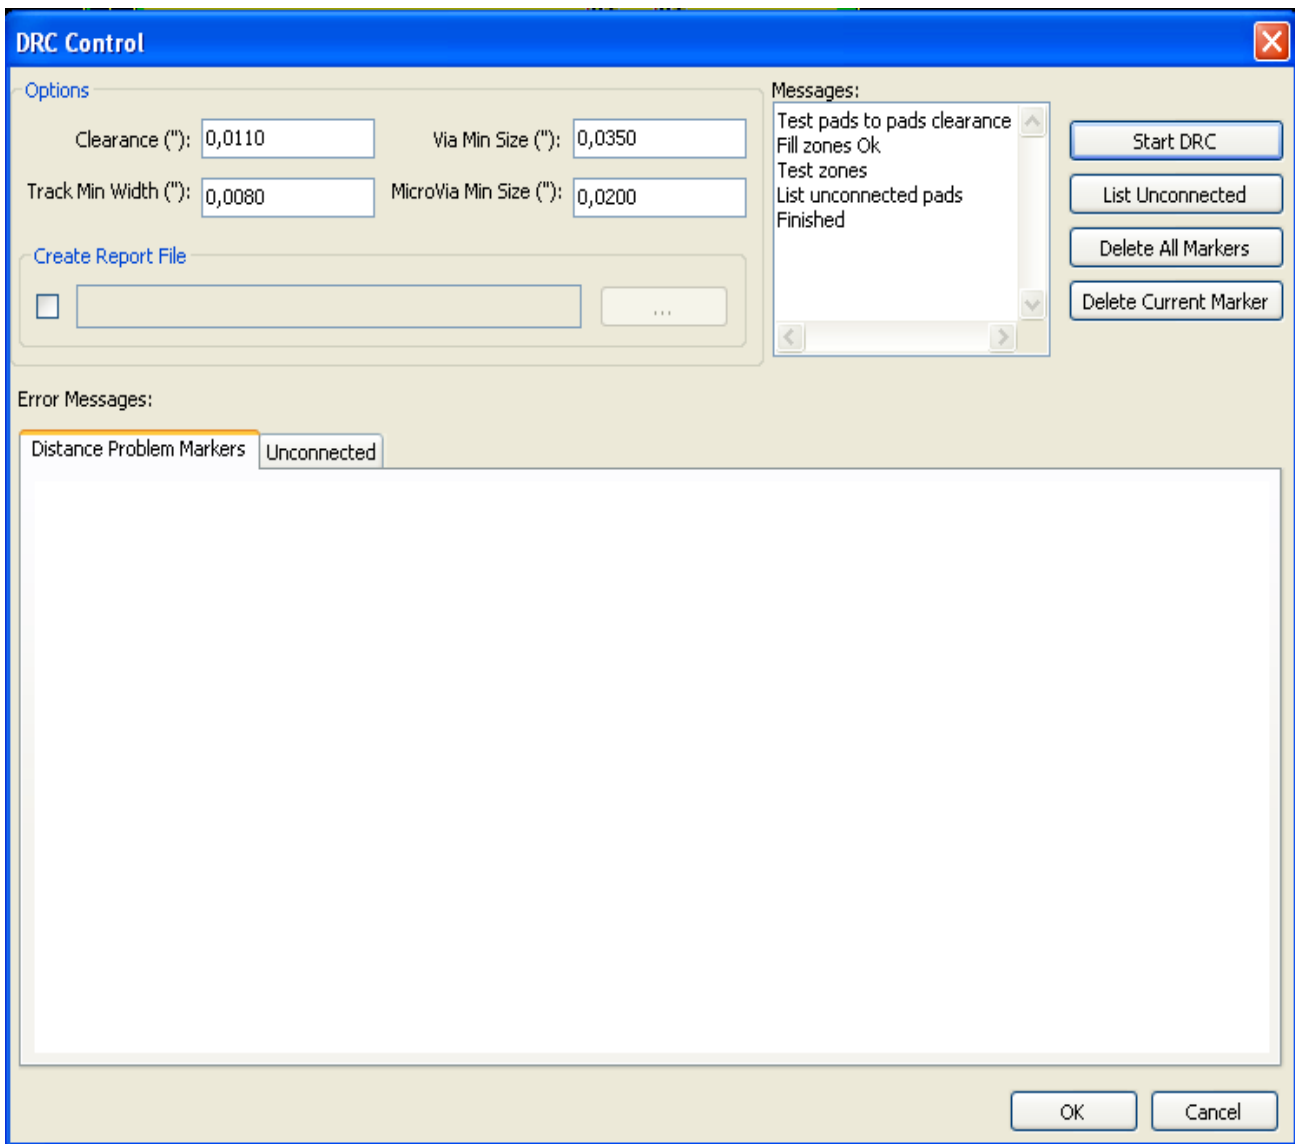 DRC Control
Options
Clearance ("): 0,0110
Via Min Size ("): 0,0350
Track Min Width ("): 0,0080
MicroVia Min Size ("): 0,0200
Create Report File
...
Messages:
Test pads to pads clearance
Fill zones Ok
Test zones
List unconnected pads
Finished
Start DRC
List Unconnected
Delete All Markers
Delete Current Marker
Error Messages:
Distance Problem Markers
Unconnected
OK
Cancel